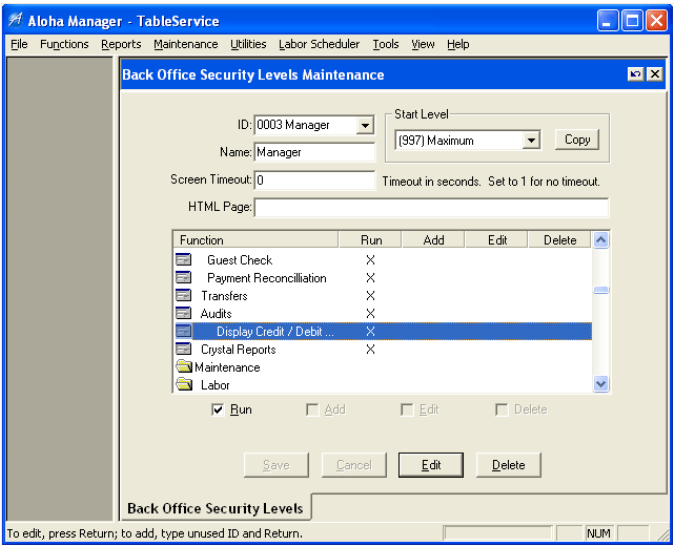 Aloha Manager - TableService
File Functions Reports Maintenance Utilities Labor Scheduler Tools View Help
Back Office Security Levels Maintenance
ID: 0003 Manager
Start Level
(997) Maximum Copy
Name: Manager
Screen Timeout: 0 Timeout in seconds. Set to 1 for no timeout.
HTML Page:
Function Run Add Edit Delete
Guest Check X
Payment Reconcilliation X
Transfers X
Audits X
Display Credit / Debit ... X
Crystal Reports X
Maintenance
Labor
Run Add Edit Delete
Save Cancel Edit Delete
Back Office Security Levels
To edit, press Return; to add, type unused ID and Return. NUM